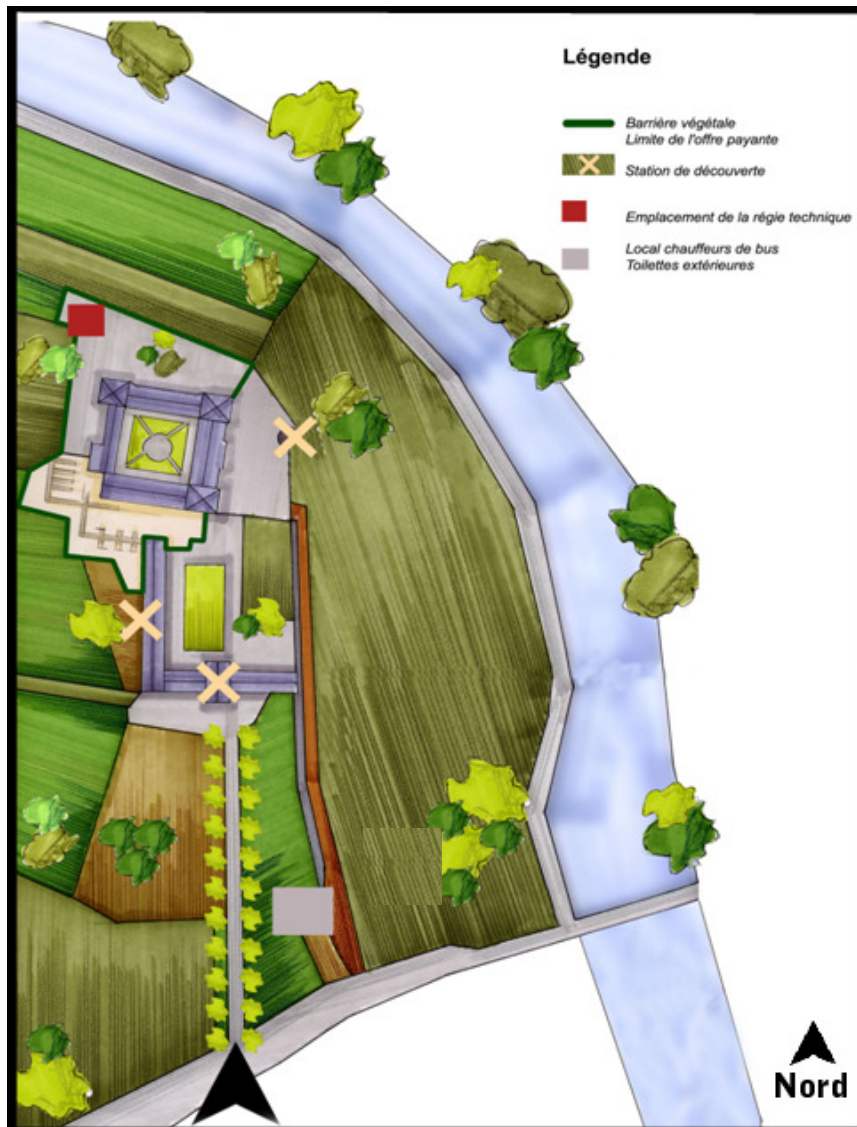 Légende
Barrière végétale
Limite de l'offre payante
Station de découverte
Emplacement de la régie technique
Local chauffeurs de bus
Toilettes extérieures
Nord